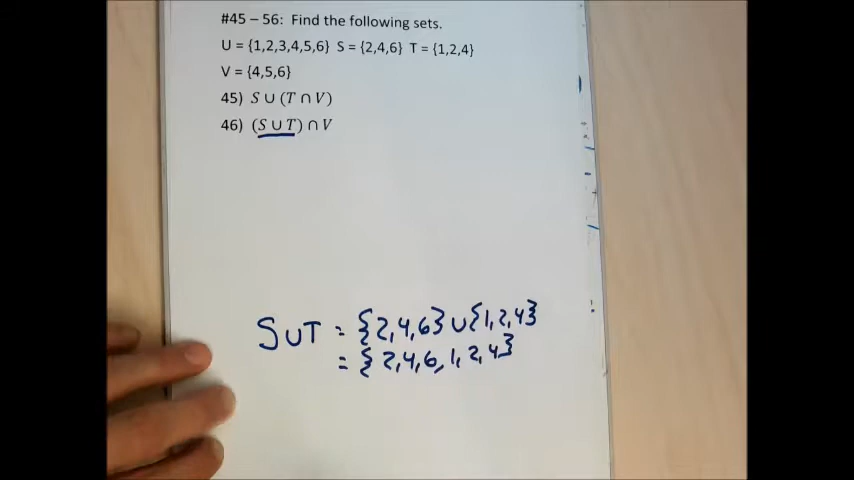 #45 – 56: Find the following sets.
U = {1,2,3,4,5,6} S = {2,4,6} T = {1,2,4}
V = {4,5,6}
45) S ∪ (T ∩ V)
46) (S ∪ T) ∩ V
S∪T = {2,4,6} ∪ {1,2,4}
= {2,4,6,1,2,4}